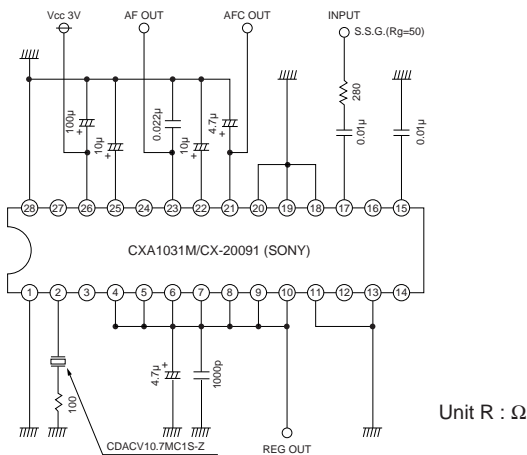 Vcc 3V
AF OUT
AFC OUT
INPUT
S.S.G.(Rg=50)
280
0.01μ
0.01μ
100μ
+
10μ
+
0.022μ
10μ
+
4.7μ
+
28 27 26 25 24 23 22 21 20 19 18 17 16 15
CXA1031M/CX-20091 (SONY)
1 2 3 4 5 6 7 8 9 10 11 12 13 14
100
4.7μ
+
1000p
CDACV10.7MC1S-Z
REG OUT
Unit R : Ω